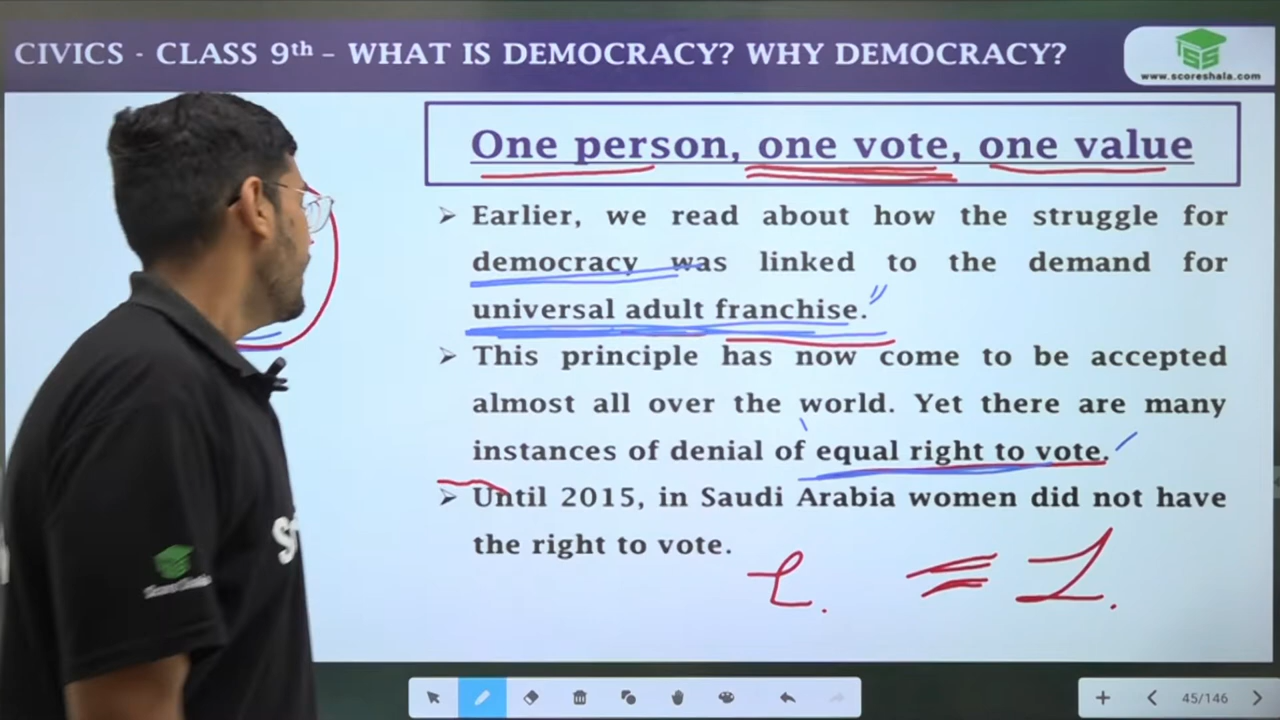 CIVICS - CLASS 9th – WHAT IS DEMOCRACY? WHY DEMOCRACY?
www.scoreshala.com
One person, one vote, one value
➢ Earlier, we read about how the struggle for
democracy was linked to the demand for
universal adult franchise."
➢ This principle has now come to be accepted
almost all over the world. Yet there are many
instances of denial of 'equal right to vote.'
➢ Until 2015, in Saudi Arabia women did not have
the right to vote.
= 1.
45/146